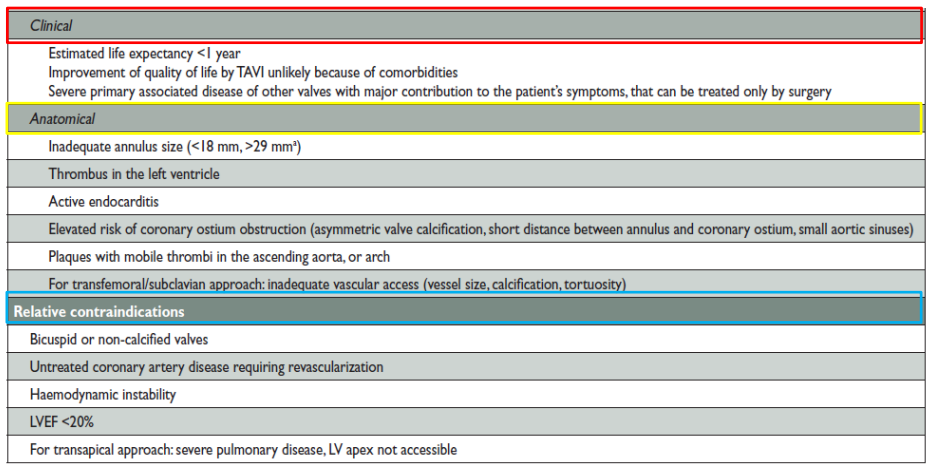 Clinical
Estimated life expectancy <1 year
Improvement of quality of life by TAVI unlikely because of comorbidities
Severe primary associated disease of other valves with major contribution to the patient's symptoms, that can be treated only by surgery
Anatomical
Inadequate annulus size (<18 mm, >29 mmª)
Thrombus in the left ventricle
Active endocarditis
Elevated risk of coronary ostium obstruction (asymmetric valve calcification, short distance between annulus and coronary ostium, small aortic sinuses)
Plaques with mobile thrombi in the ascending aorta, or arch
For transfemoral/subclavian approach: inadequate vascular access (vessel size, calcification, tortuosity)
Relative contraindications
Bicuspid or non-calcified valves
Untreated coronary artery disease requiring revascularization
Haemodynamic instability
LVEF <20%
For transapical approach: severe pulmonary disease, LV apex not accessible